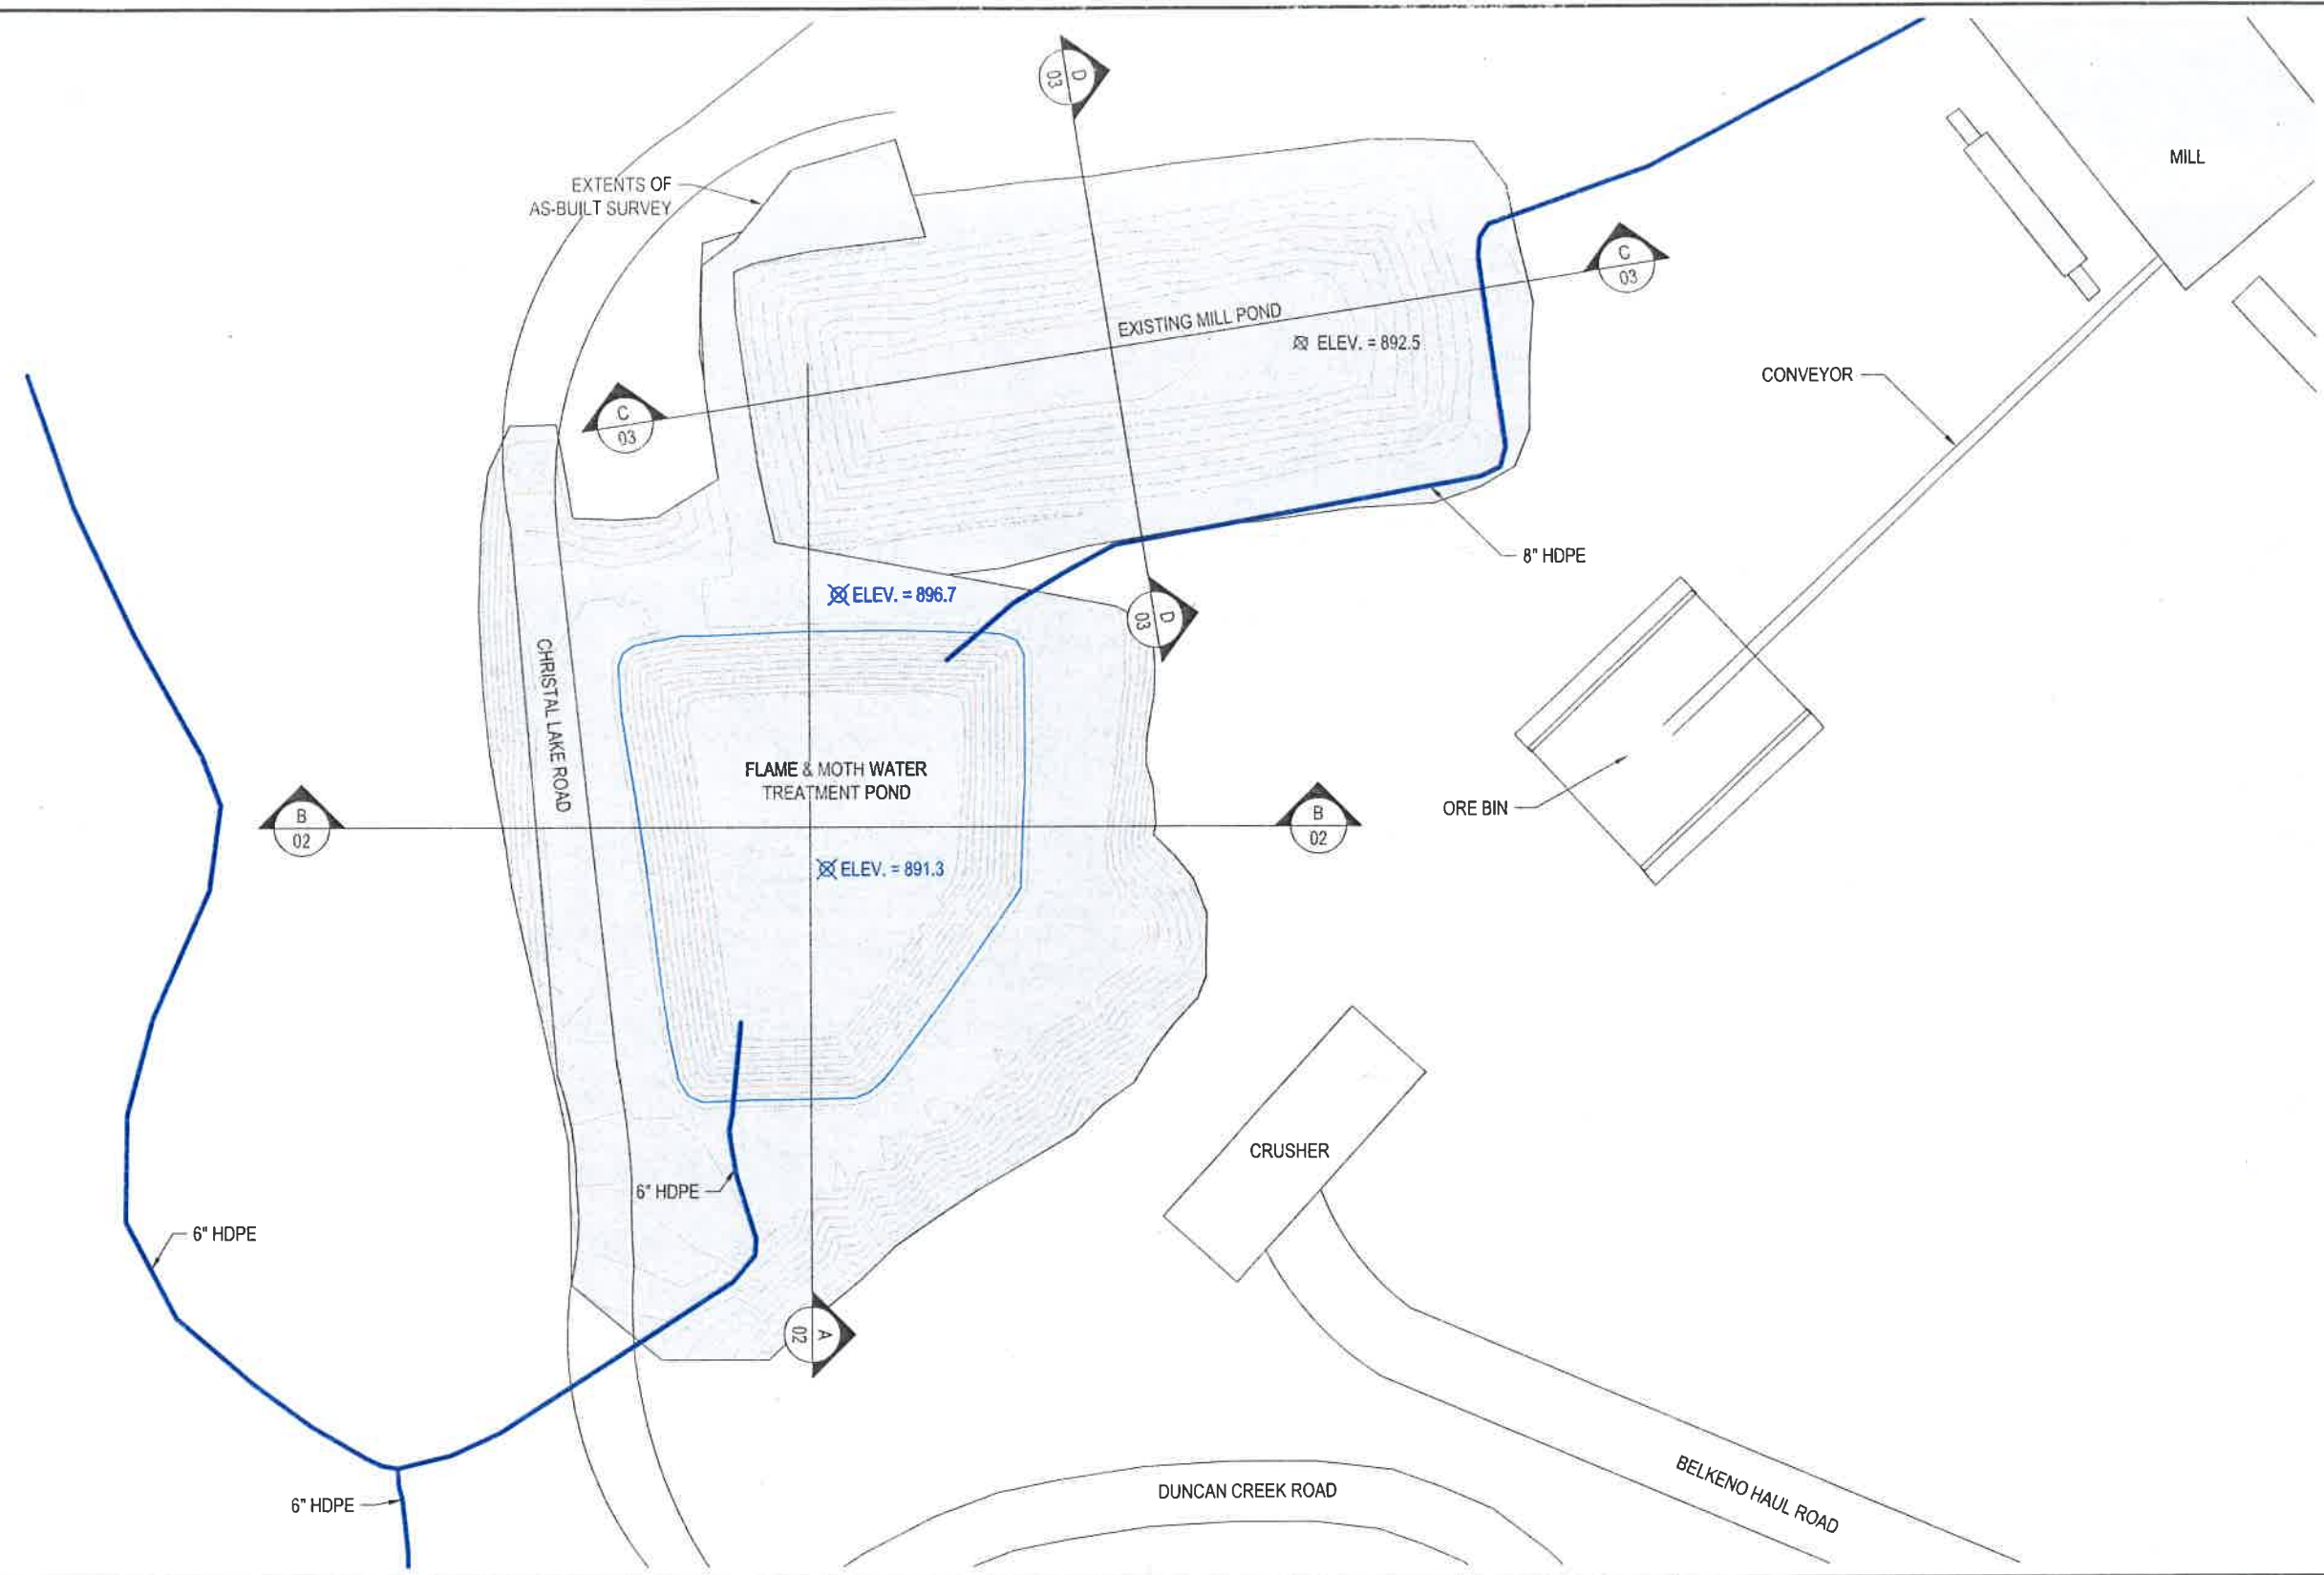 D
03
MILL
EXTENTS OF
AS-BUILT SURVEY
C
03
EXISTING MILL POND
ELEV. = 892.5
CONVEYOR
C
03
8" HDPE
ELEV. = 896.7
D
03
CHRISTAL LAKE ROAD
FLAME & MOTH WATER
TREATMENT POND
B
02
B
02
ORE BIN
ELEV. = 891.3
CRUSHER
6" HDPE
6" HDPE
A
02
BELKENO HAUL ROAD
DUNCAN CREEK ROAD
6" HDPE